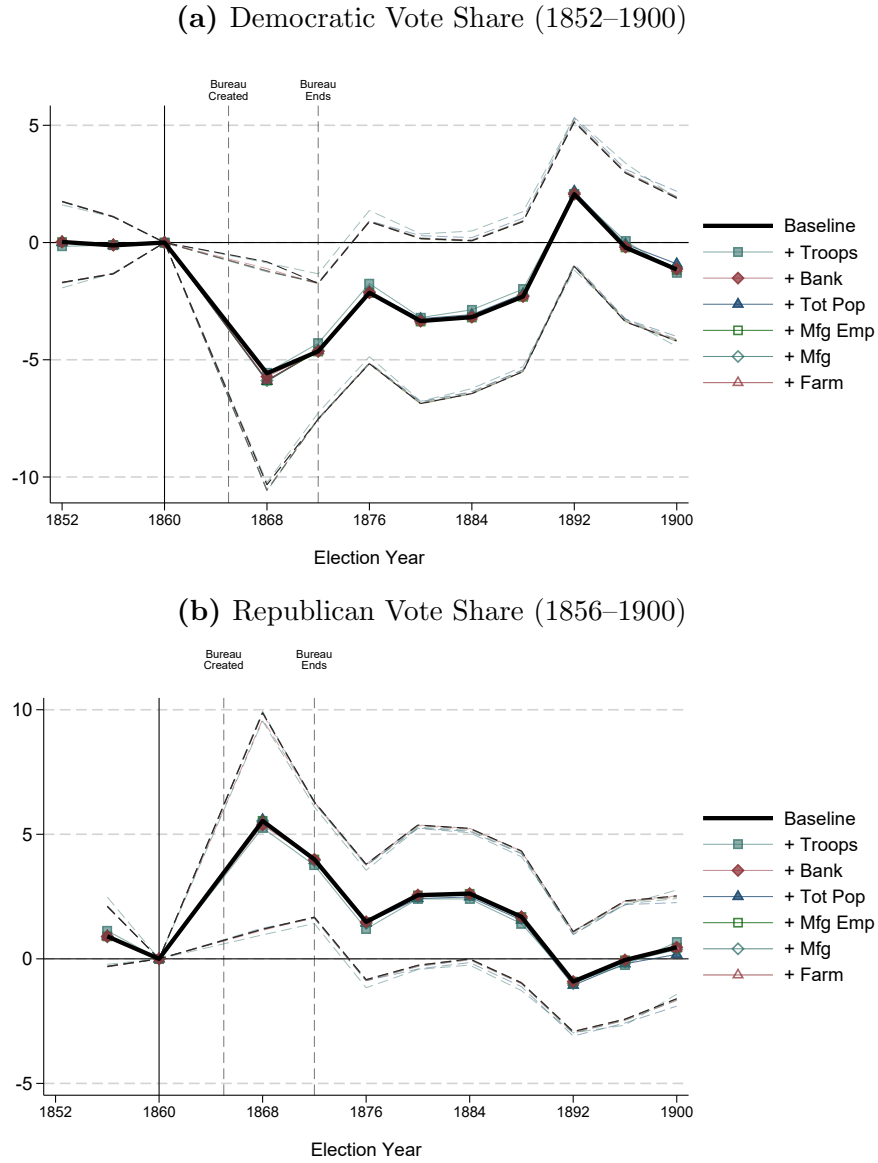 (a) Democratic Vote Share (1852–1900)
Bureau
Created
Bureau
Ends
5
0
-5
-10
1852
1860
1868
1876
1884
1892
1900
Election Year
Baseline
+ Troops
+ Bank
+ Tot Pop
+ Mfg Emp
+ Mfg
+ Farm
(b) Republican Vote Share (1856–1900)
Bureau
Created
Bureau
Ends
10
5
0
-5
1852
1860
1868
1876
1884
1892
1900
Election Year
Baseline
+ Troops
+ Bank
+ Tot Pop
+ Mfg Emp
+ Mfg
+ Farm